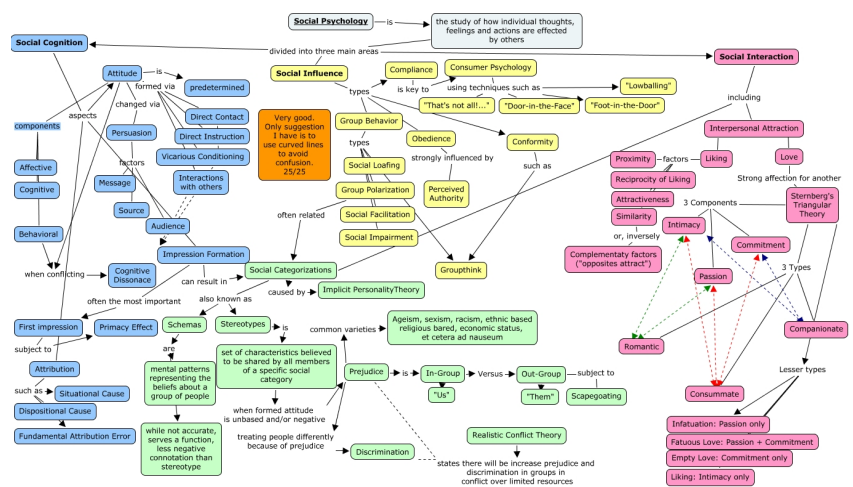 Social Psychology
is
the study of how individual thoughts,
feelings and actions are effected
by others
Social Cognition
divided into three main areas
Social Influence
Social Interaction
Attitude
is
predetermined
formed via
changed via
aspects
components
Persuasion
Direct Contact
Direct Instruction
Vicarious Conditioning
Interactions
with others
factors
Message
Source
Audience
Affective
Cognitive
Behavioral
when conflicting
Cognitive
Dissonace
Impression Formation
can result in
often the most important
First impression
Primacy Effect
subject to
Attribution
such as
Situational Cause
Dispositional Cause
Fundamental Attribution Error
Very good.
Only suggestion
I have is to
use curved lines
to avoid
confusion.
25/25
types
Compliance
is key to
Consumer Psychology
using techniques such as
"Lowballing"
"That's not all!..."
"Door-in-the-Face"
"Foot-in-the-Door"
Group Behavior
types
Obedience
strongly influenced by
Perceived
Authority
Conformity
such as
Social Loafing
Group Polarization
Social Facilitation
Social Impairment
Groupthink
often related
Social Categorizations
caused by
Implicit PersonalityTheory
also known as
Schemas
Stereotypes
are
is
mental patterns
representing the
beliefs about a
group of people
set of characteristics believed
to be shared by all members
of a specific social
category
while not accurate,
serves a function,
less negative
connotation than
stereotype
common varieties
Ageism, sexism, racism, ethnic based
religious bared, economic status,
et cetera ad nauseum
Prejudice
is
In-Group
Versus
Out-Group
subject to
Scapegoating
"Us"
"Them"
when formed attitude
is unbased and/or negative
treating people differently
because of prejudice
Discrimination
Realistic Conflict Theory
states there will be increase prejudice and
discrimination in groups in
conflict over limited resources
including
Interpersonal Attraction
Proximity
factors
Liking
Love
Reciprocity of Liking
Attractiveness
Similarity
or, inversely
Complementaty factors
("opposites attract")
Strong affection for another
Sternberg's
Triangular
Theory
3 Components
Intimacy
Commitment
Passion
3 Types
Romantic
Companionate
Consummate
Lesser types
Infatuation: Passion only
Fatuous Love: Passion + Commitment
Empty Love: Commitment only
Liking: Intimacy only